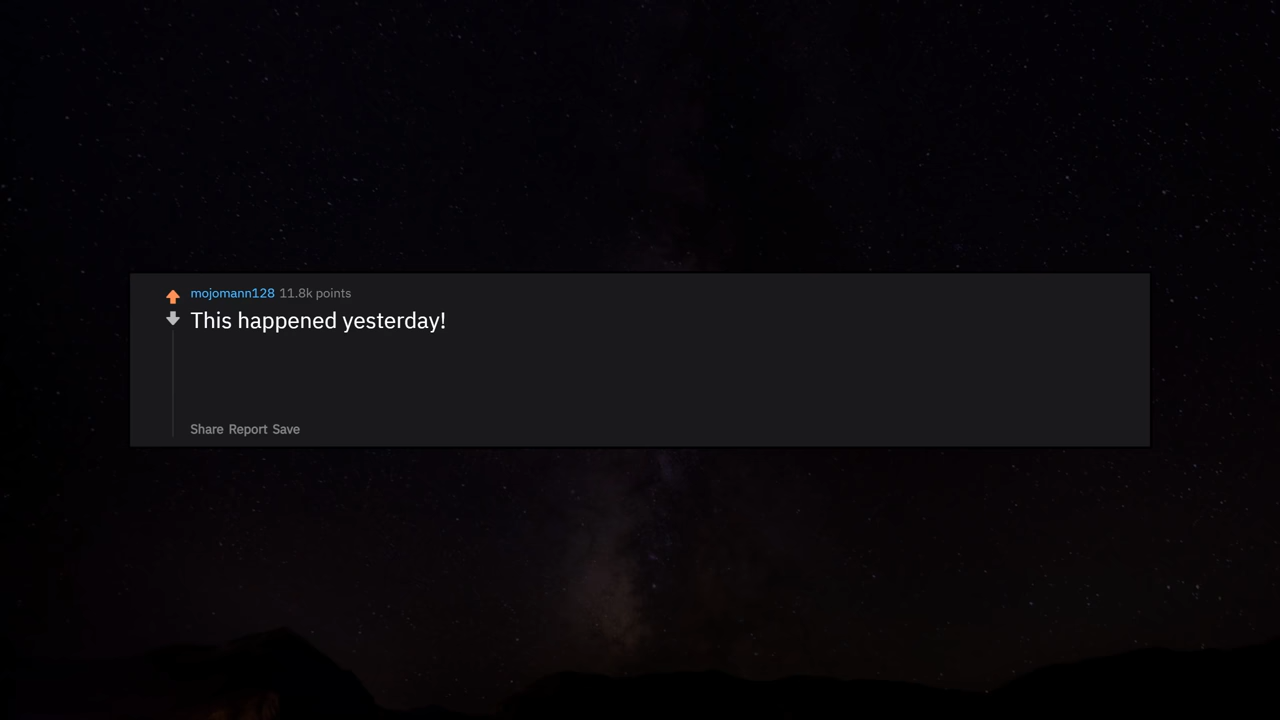 mojomann128 11.8k points
This happened yesterday!
Share Report Save